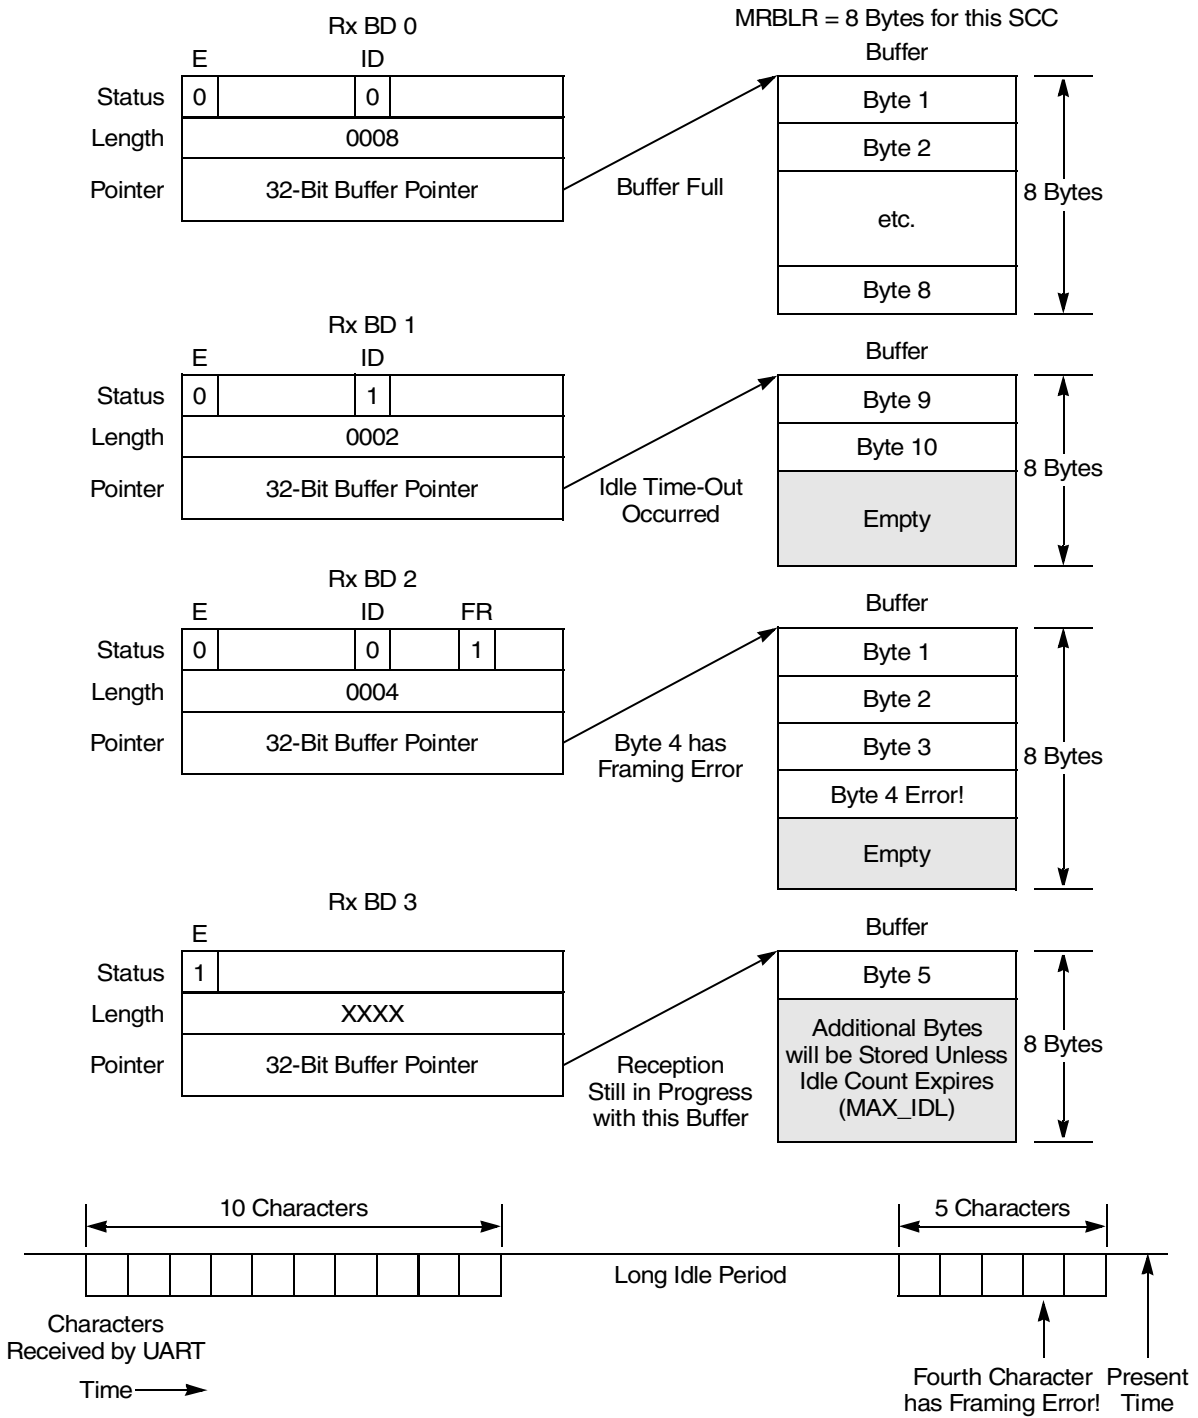 MRBLR = 8 Bytes for this SCC
Rx BD 0
Buffer
E ID
Status 0 0
Byte 1
Length 0008
Byte 2
Pointer 32-Bit Buffer Pointer
Buffer Full
8 Bytes
etc.
Byte 8
Rx BD 1
Buffer
E ID
Status 0 1
Byte 9
Length 0002
Byte 10
Pointer 32-Bit Buffer Pointer
Idle Time-Out
Occurred
8 Bytes
Empty
Rx BD 2
Buffer
E ID FR
Status 0 0 1
Byte 1
Length 0004
Byte 2
Pointer 32-Bit Buffer Pointer
Byte 4 has
Framing Error
Byte 3
8 Bytes
Byte 4 Error!
Empty
Rx BD 3
Buffer
E
Status 1
Byte 5
Length XXXX
Pointer 32-Bit Buffer Pointer
Reception
Still in Progress
with this Buffer
Additional Bytes
will be Stored Unless
Idle Count Expires
(MAX_IDL)
8 Bytes
10 Characters
5 Characters
Long Idle Period
Characters
Received by UART
Time
Fourth Character
has Framing Error!
Present
Time